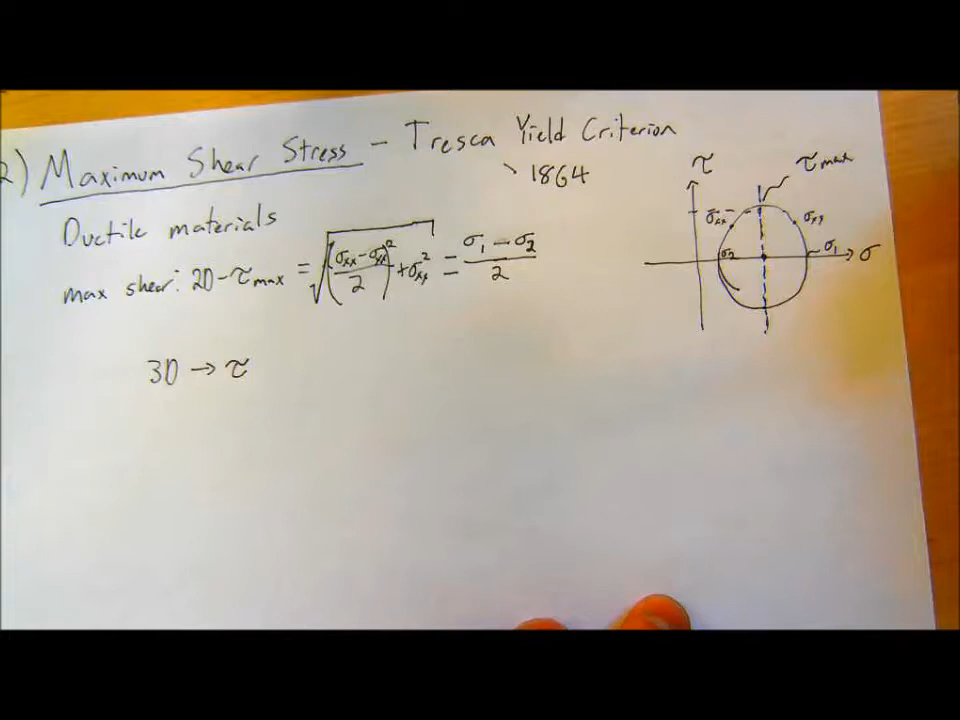 2) Maximum Shear Stress – Tresca Yield Criterion
1864
Ductile materials
max shear: 2D - τmax = √((σxx - σyy / 2)² + σxy²) = σ1 - σ2 / 2
3D → τ
τ
τmax
σxx
σyy
σ2
σ1
σ